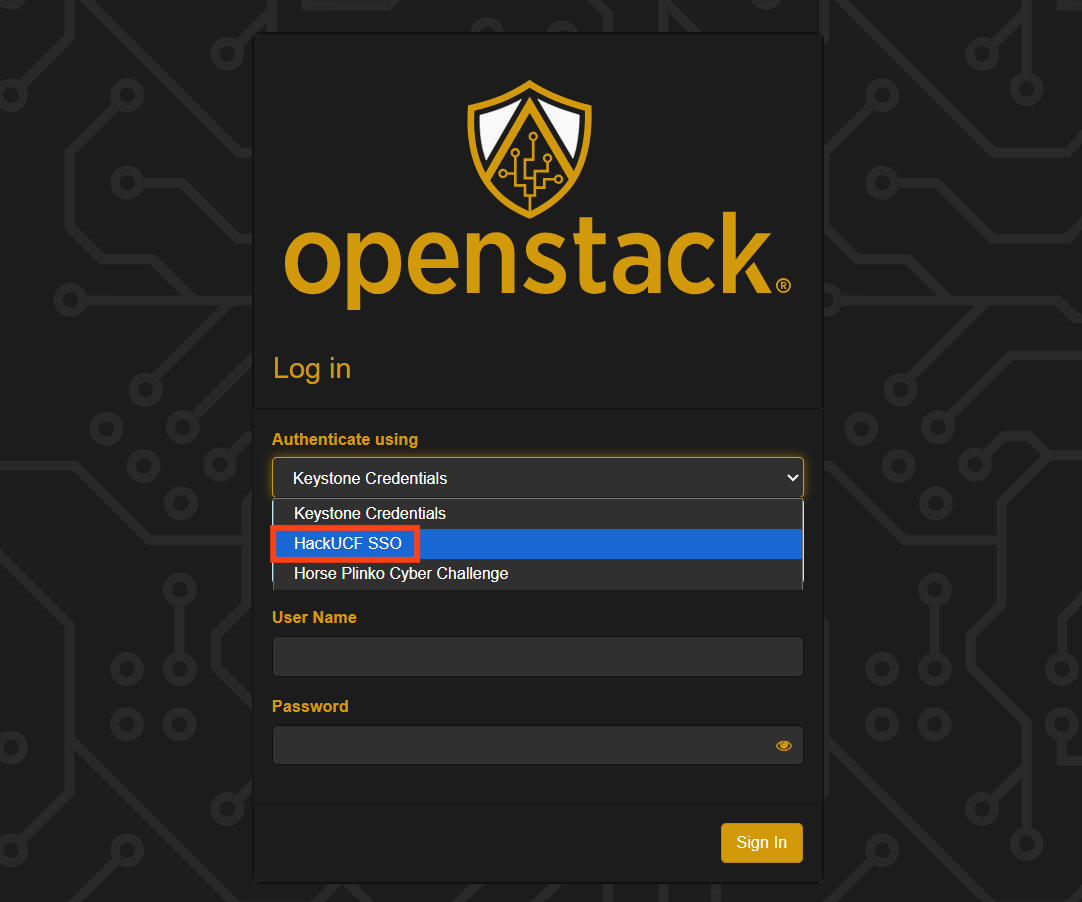 openstack®
Log in
Authenticate using
Keystone Credentials
Keystone Credentials
HackUCF SSO
Horse Plinko Cyber Challenge
User Name
Password
Sign In